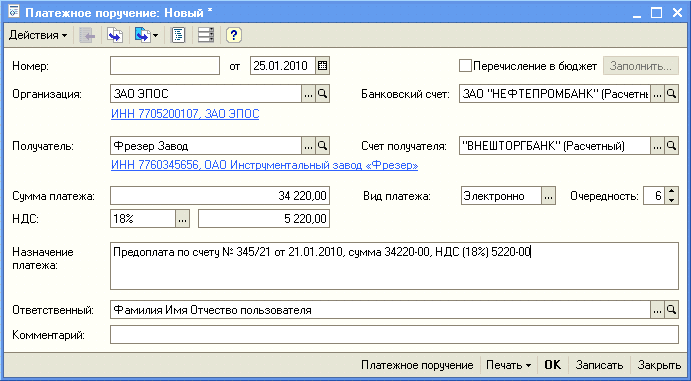 Платежное поручение: Новый *
Действия
Номер: от 25.01.2010 Перечисление в бюджет Заполнить...
Организация: ЗАО ЭПОС ... Банковский счет: ЗАО "НЕФТЕПРОМБАНК" (Расчетны ...
ИНН 7705200107, ЗАО ЭПОС
Получатель: Фрезер Завод ... Счет получателя: "ВНЕШТОРГБАНК" (Расчетный) ...
ИНН 7760345656, ОАО Инструментальный завод «Фрезер»
Сумма платежа: 34 220,00 Вид платежа: Электронно ... Очередность: 6
НДС: 18% ... 5 220,00
Назначение платежа: Предоплата по счету № 345/21 от 21.01.2010, сумма 34220-00, НДС (18%) 5220-00
Ответственный: Фамилия Имя Отчество пользователя ...
Комментарий:
Платежное поручение Печать OK Записать Закрыть